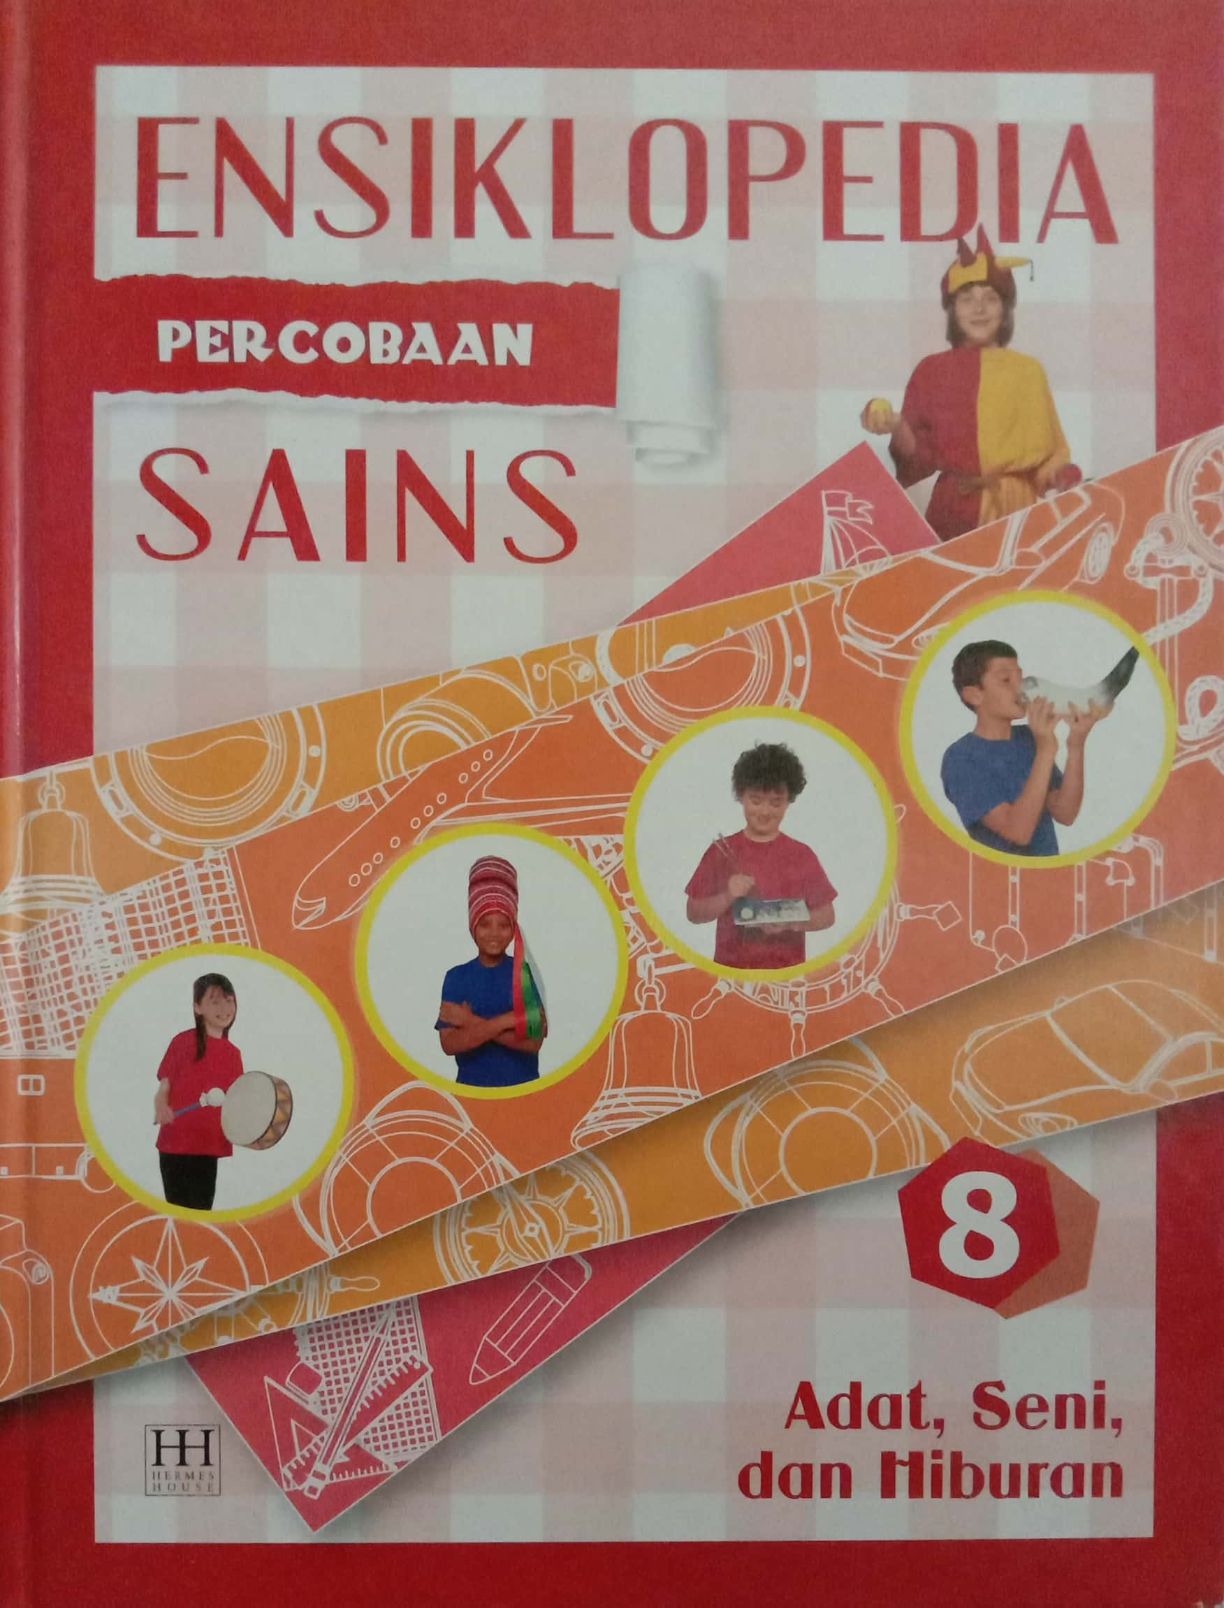 ENSIKLOPEDIA
PERCOBAAN
SAINS
8
Adat, Seni,
dan Hiburan
HH
HERMES
HOUSE